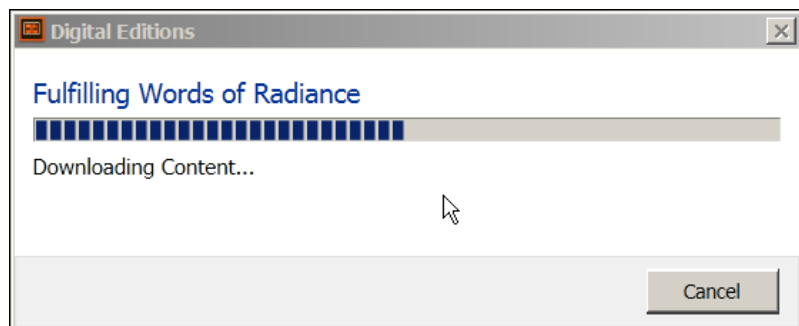 Digital Editions
Fulfilling Words of Radiance
Downloading Content...
Cancel